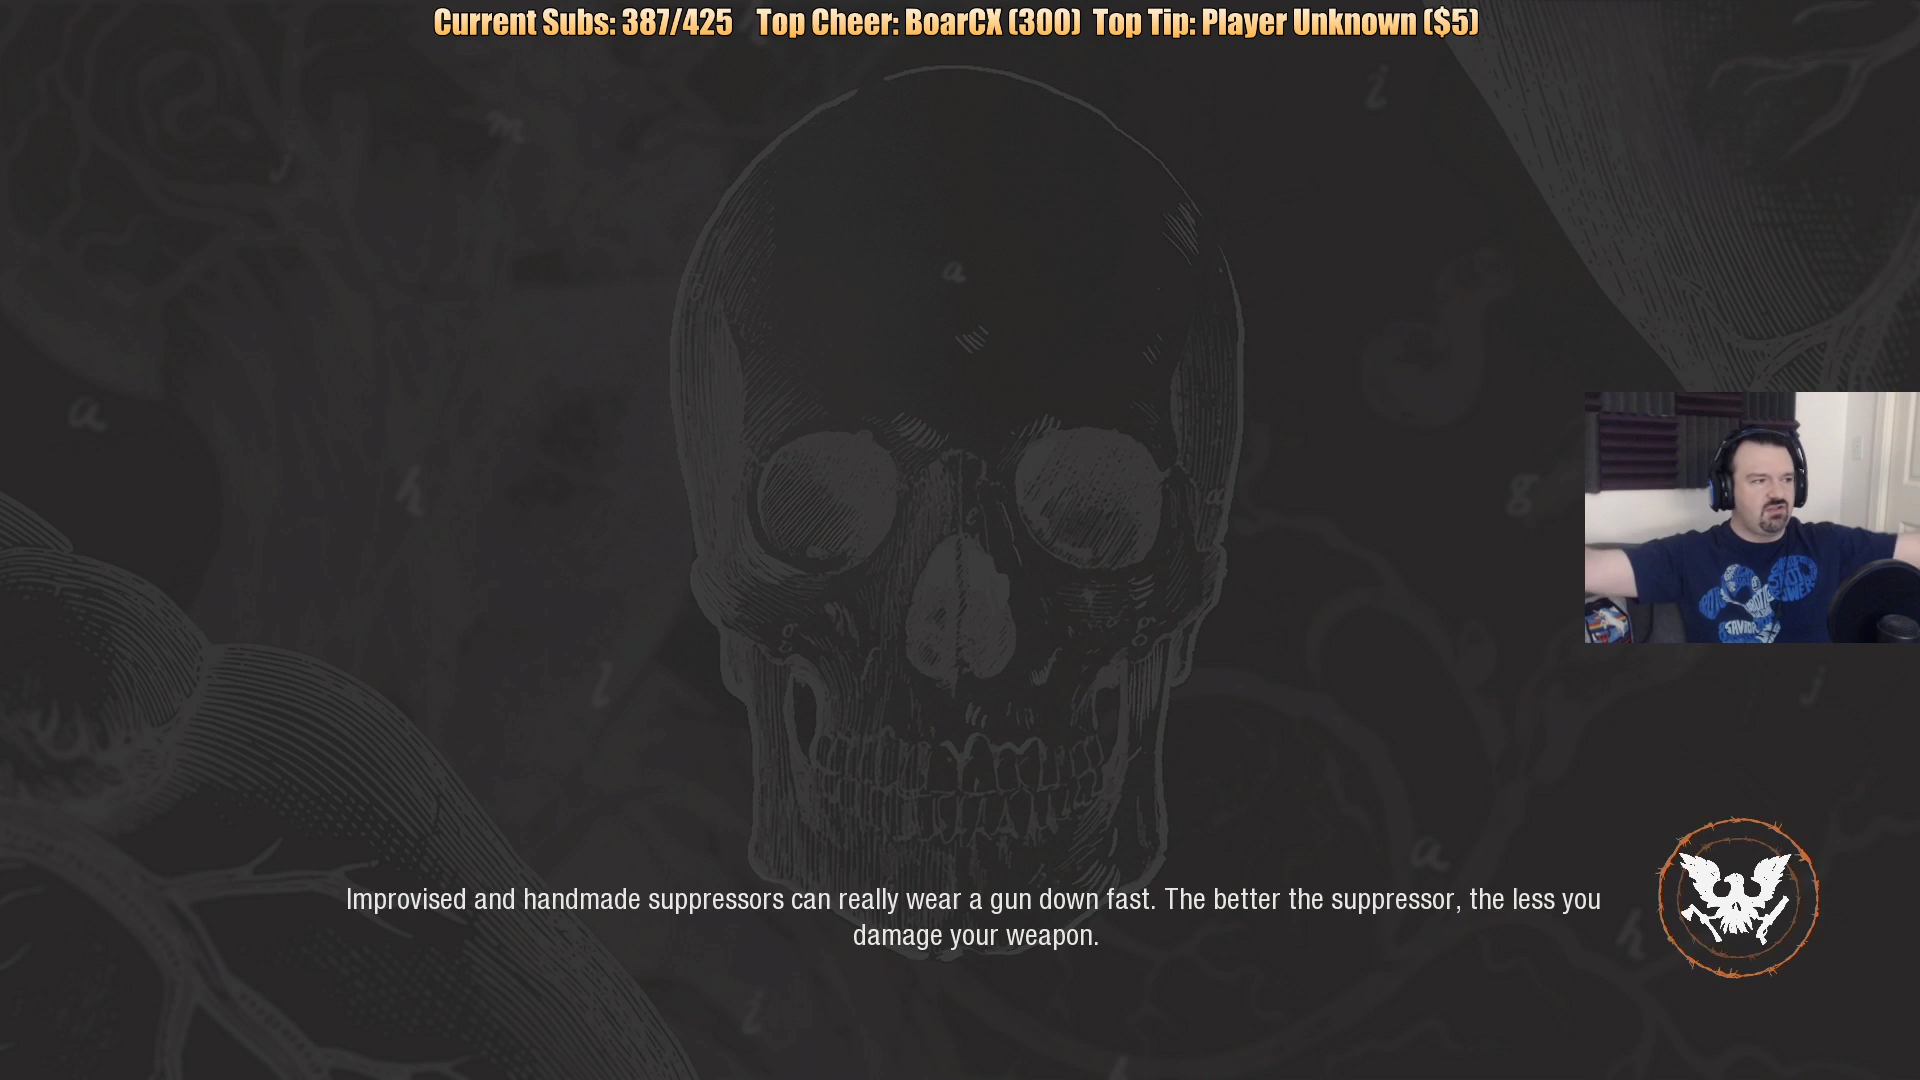 Current Subs: 387/425 Top Cheer: BoarCX (300) Top Tip: Player Unknown ($5)
i
m
j
a
a
h
g
g
g
l
j
a
h
i
SAVIOR
Improvised and handmade suppressors can really wear a gun down fast. The better the suppressor, the less you
damage your weapon.